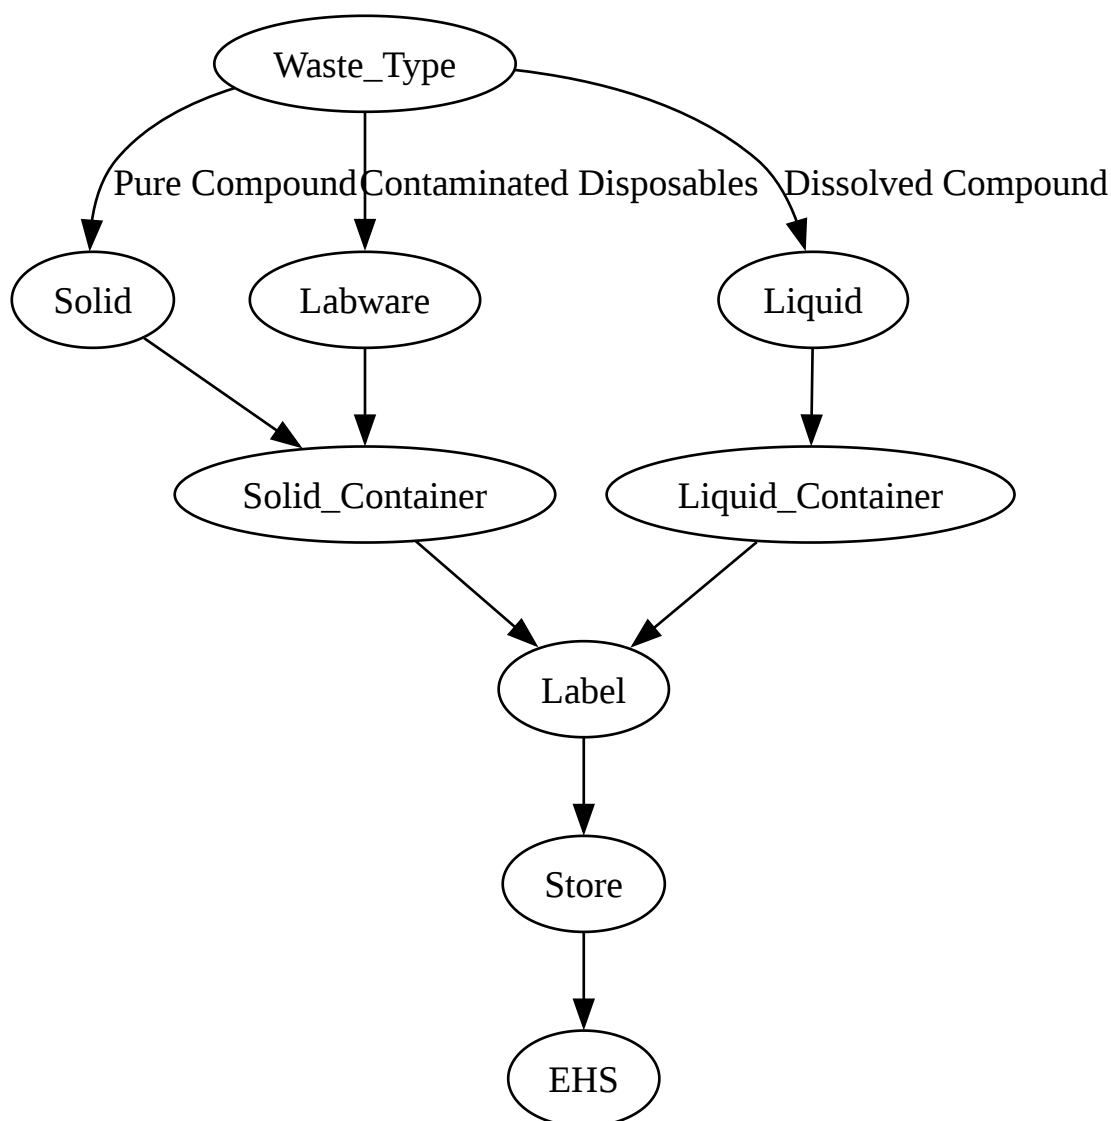 Waste_Type
Pure Compound
Contaminated Disposables
Dissolved Compound
Solid
Labware
Liquid
Solid_Container
Liquid_Container
Label
Store
EHS